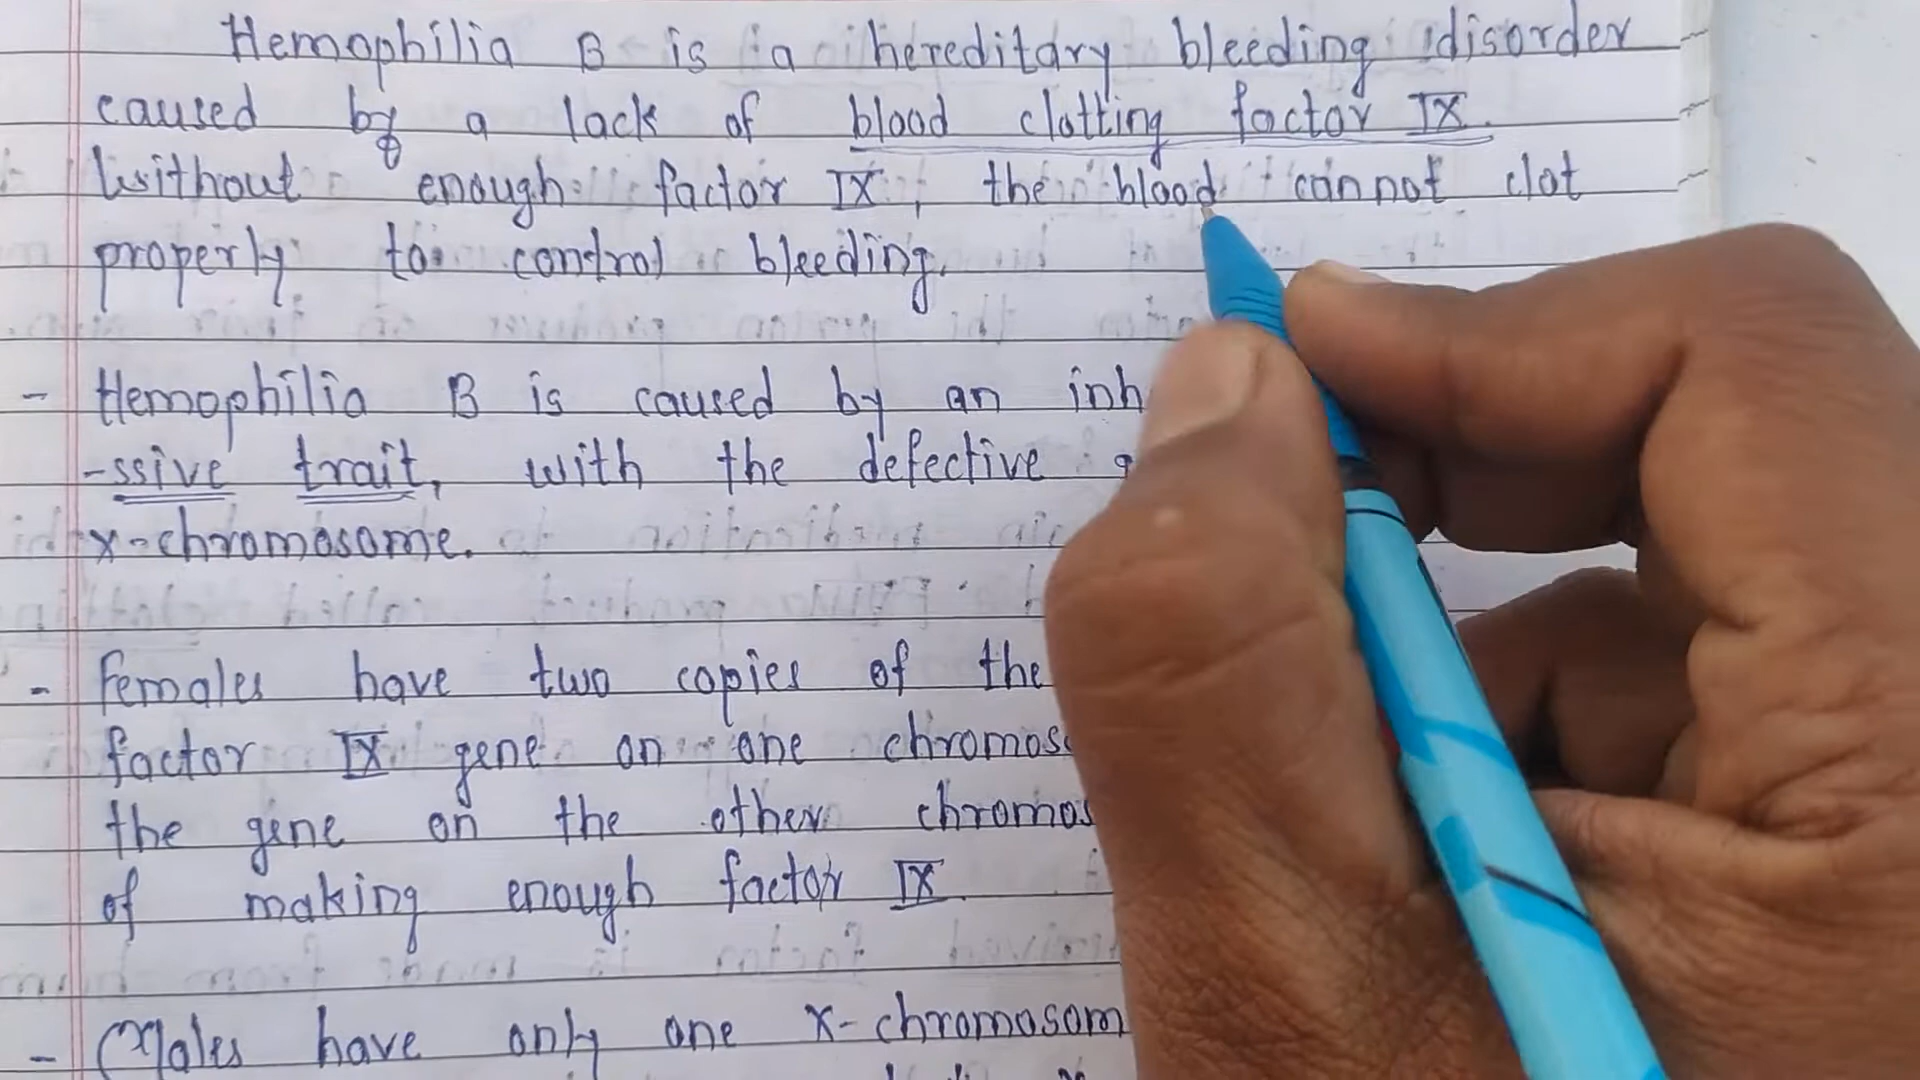 Hemophilia B is a hereditary bleeding disorder
caused by a lack of blood clotting factor IX.
Without enough factor IX, the blood cannot clot
properly to control bleeding.
- Hemophilia B is caused by an inh
-ssive trait, with the defective g
X-chromosome.
- Females have two copies of the
factor IX gene on one chromoso
the gene on the other chromos
of making enough factor IX.
- Males have only one X-chromosom